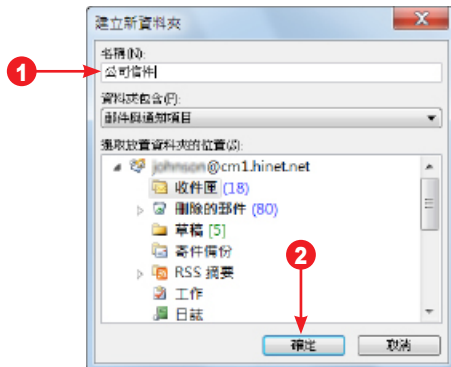 建立新資料夾
名稱(N):
1
公司信件
資料夾包含(F):
郵件與通知項目
選取放置資料夾的位置(S):
johnson@cm1.hinet.net
收件匣 (18)
刪除的郵件 (80)
草稿 [5]
寄件備份
2
RSS 摘要
工作
日誌
確定
取消